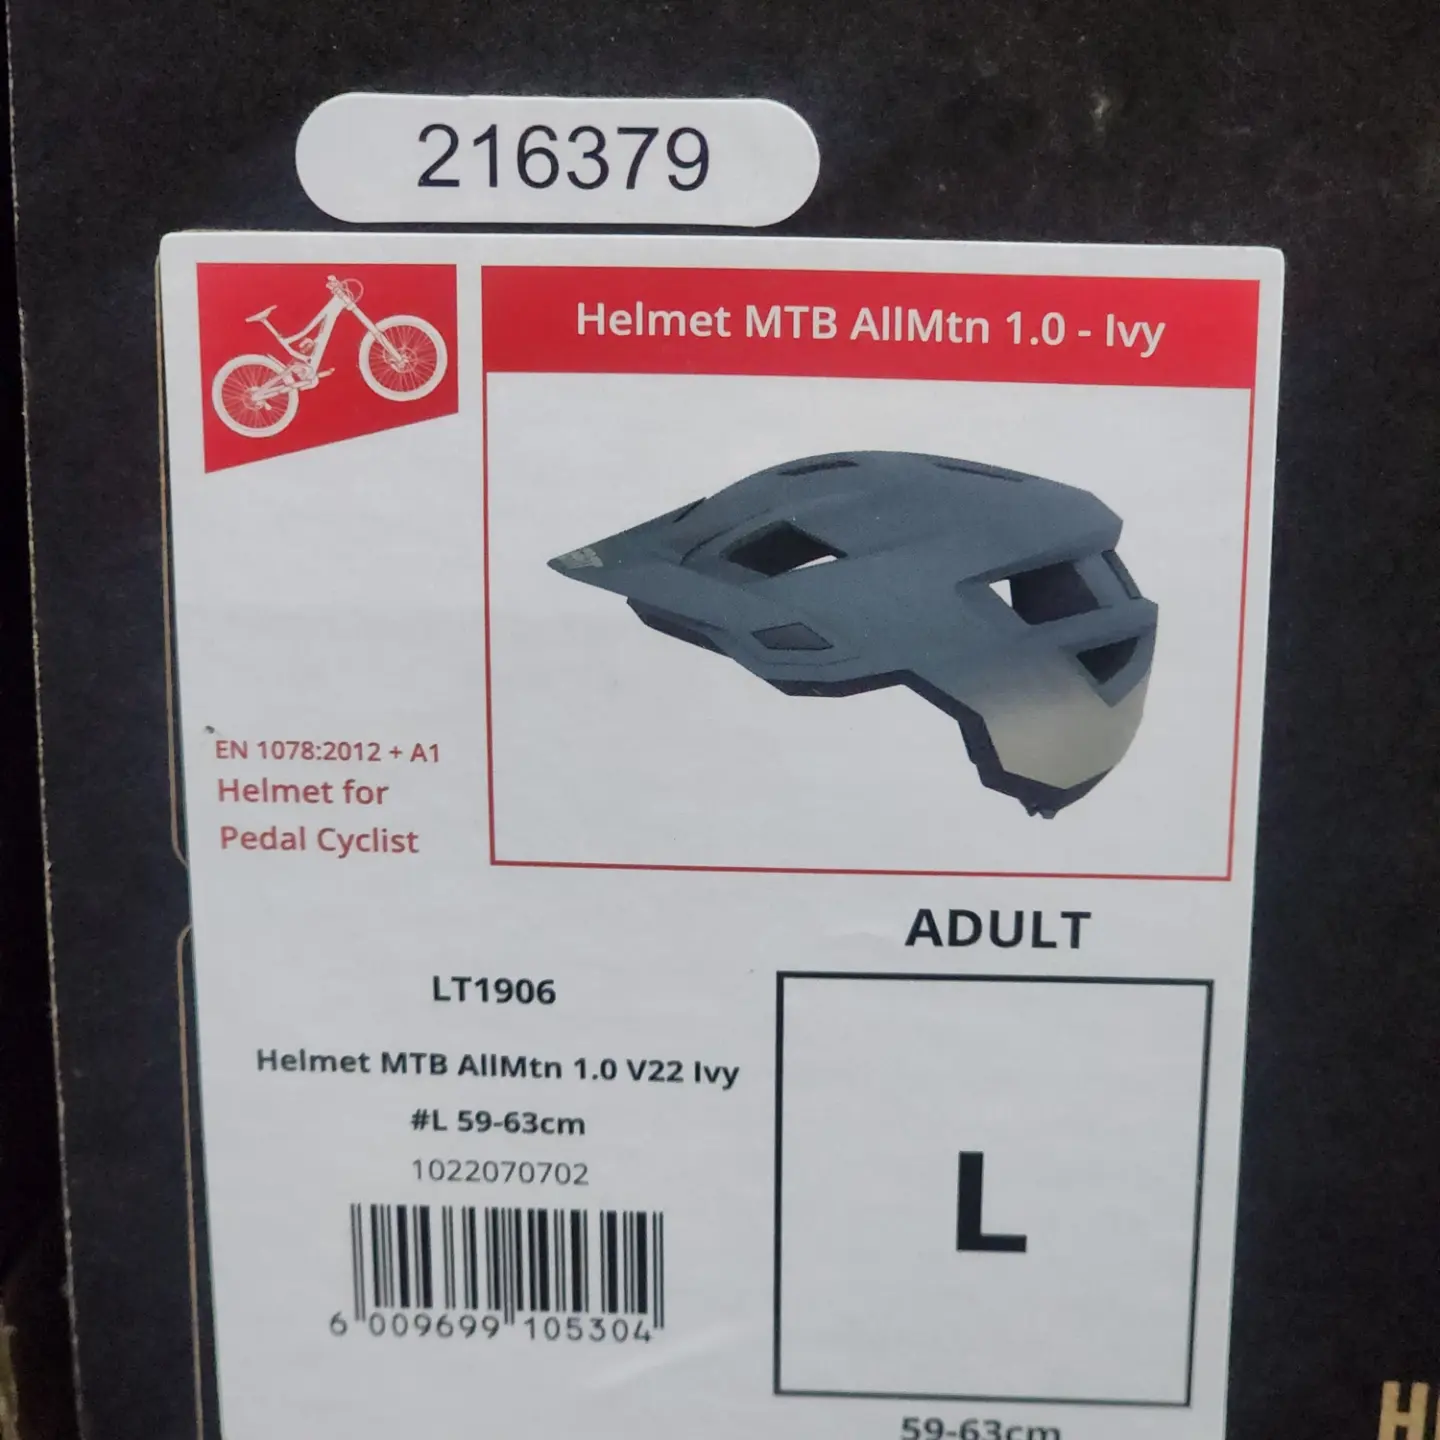 216379
Helmet MTB AllMtn 1.0 - Ivy
EN 1078:2012 + A1
Helmet for
Pedal Cyclist
ADULT
LT1906
Helmet MTB AllMtn 1.0 V22 Ivy
#L 59-63cm
1022070702
6 009699 105304
L
59-63cm